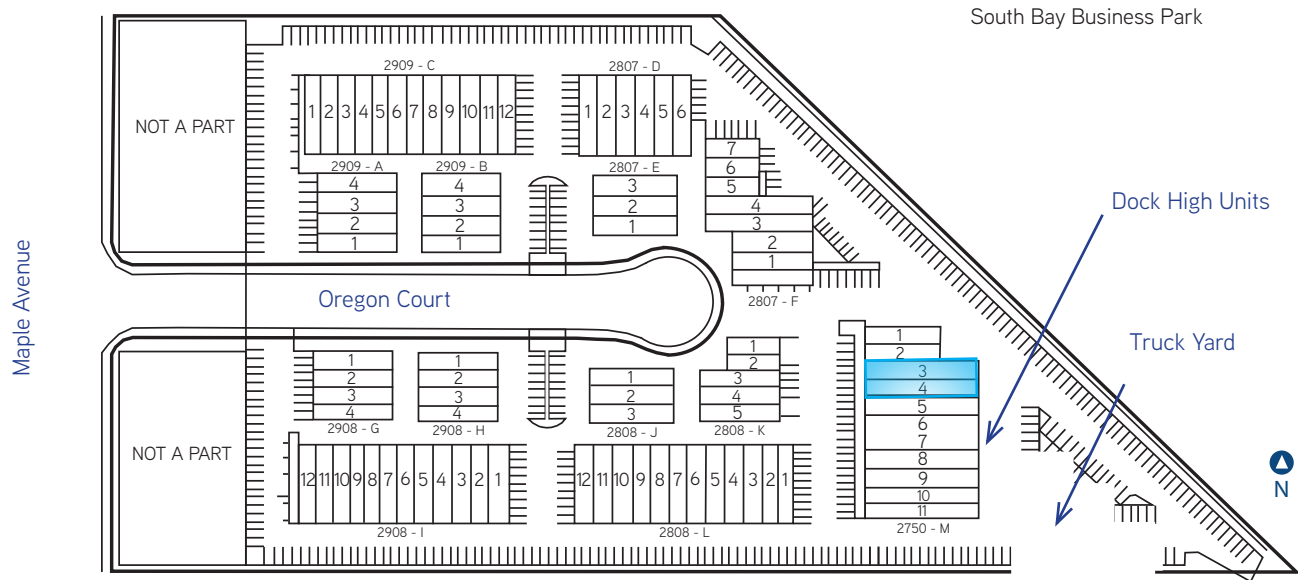 South Bay Business Park
2909 - C
2807 - D
1 2 3 4 5 6 7 8 9 10 11 12
1 2 3 4 5 6
NOT A PART
7
6
5
4
3
2
1
2807 - F
2909 - A
4
3
2
1
2909 - B
4
3
2
1
2807 - E
3
2
1
Dock High Units
Maple Avenue
Oregon Court
Truck Yard
1
2
3
4
2908 - G
1
2
3
4
2908 - H
1
2
3
2808 - J
1
2
3
4
5
2808 - K
1
2
3
4
5
6
7
8
9
10
11
2750 - M
NOT A PART
12 11 10 9 8 7 6 5 4 3 2 1
2908 - I
12 11 10 9 8 7 6 5 4 3 2 1
2808 - L
N